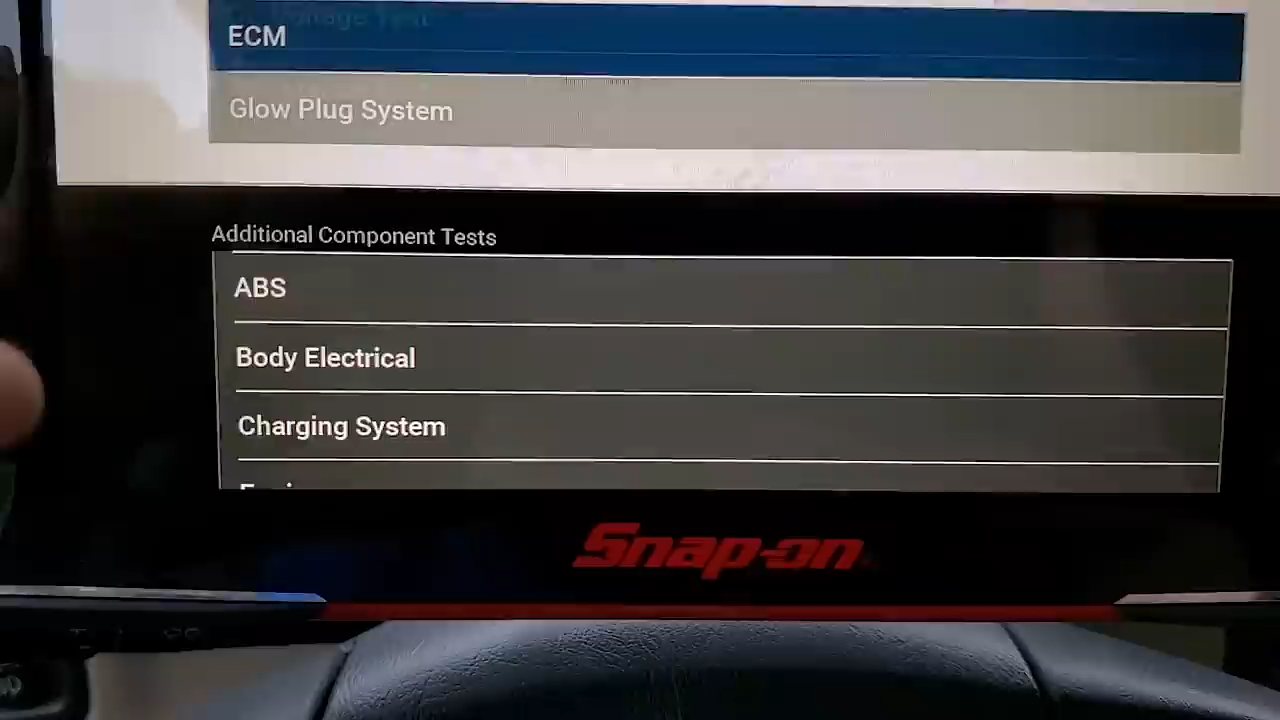 ECM
Glow Plug System
Additional Component Tests
ABS
Body Electrical
Charging System
Snap-on